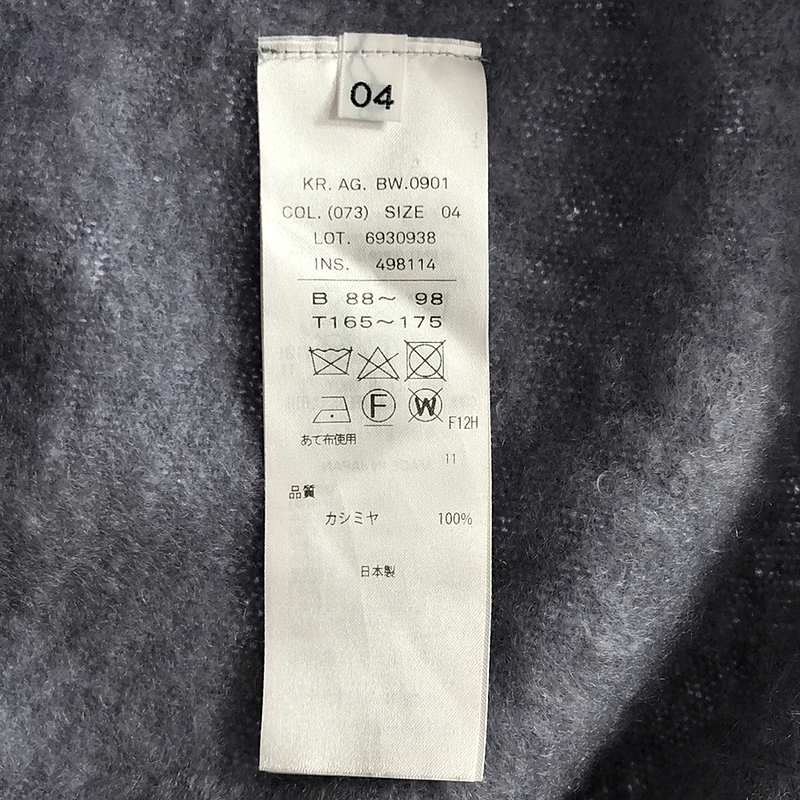 04
KR. AG. BW.0901
COL. (073) SIZE 04
LOT. 6930938
INS. 498114
B 88～ 98
T165～175
F W F12H
あて布使用
11
品質
カシミヤ 100%
日本製